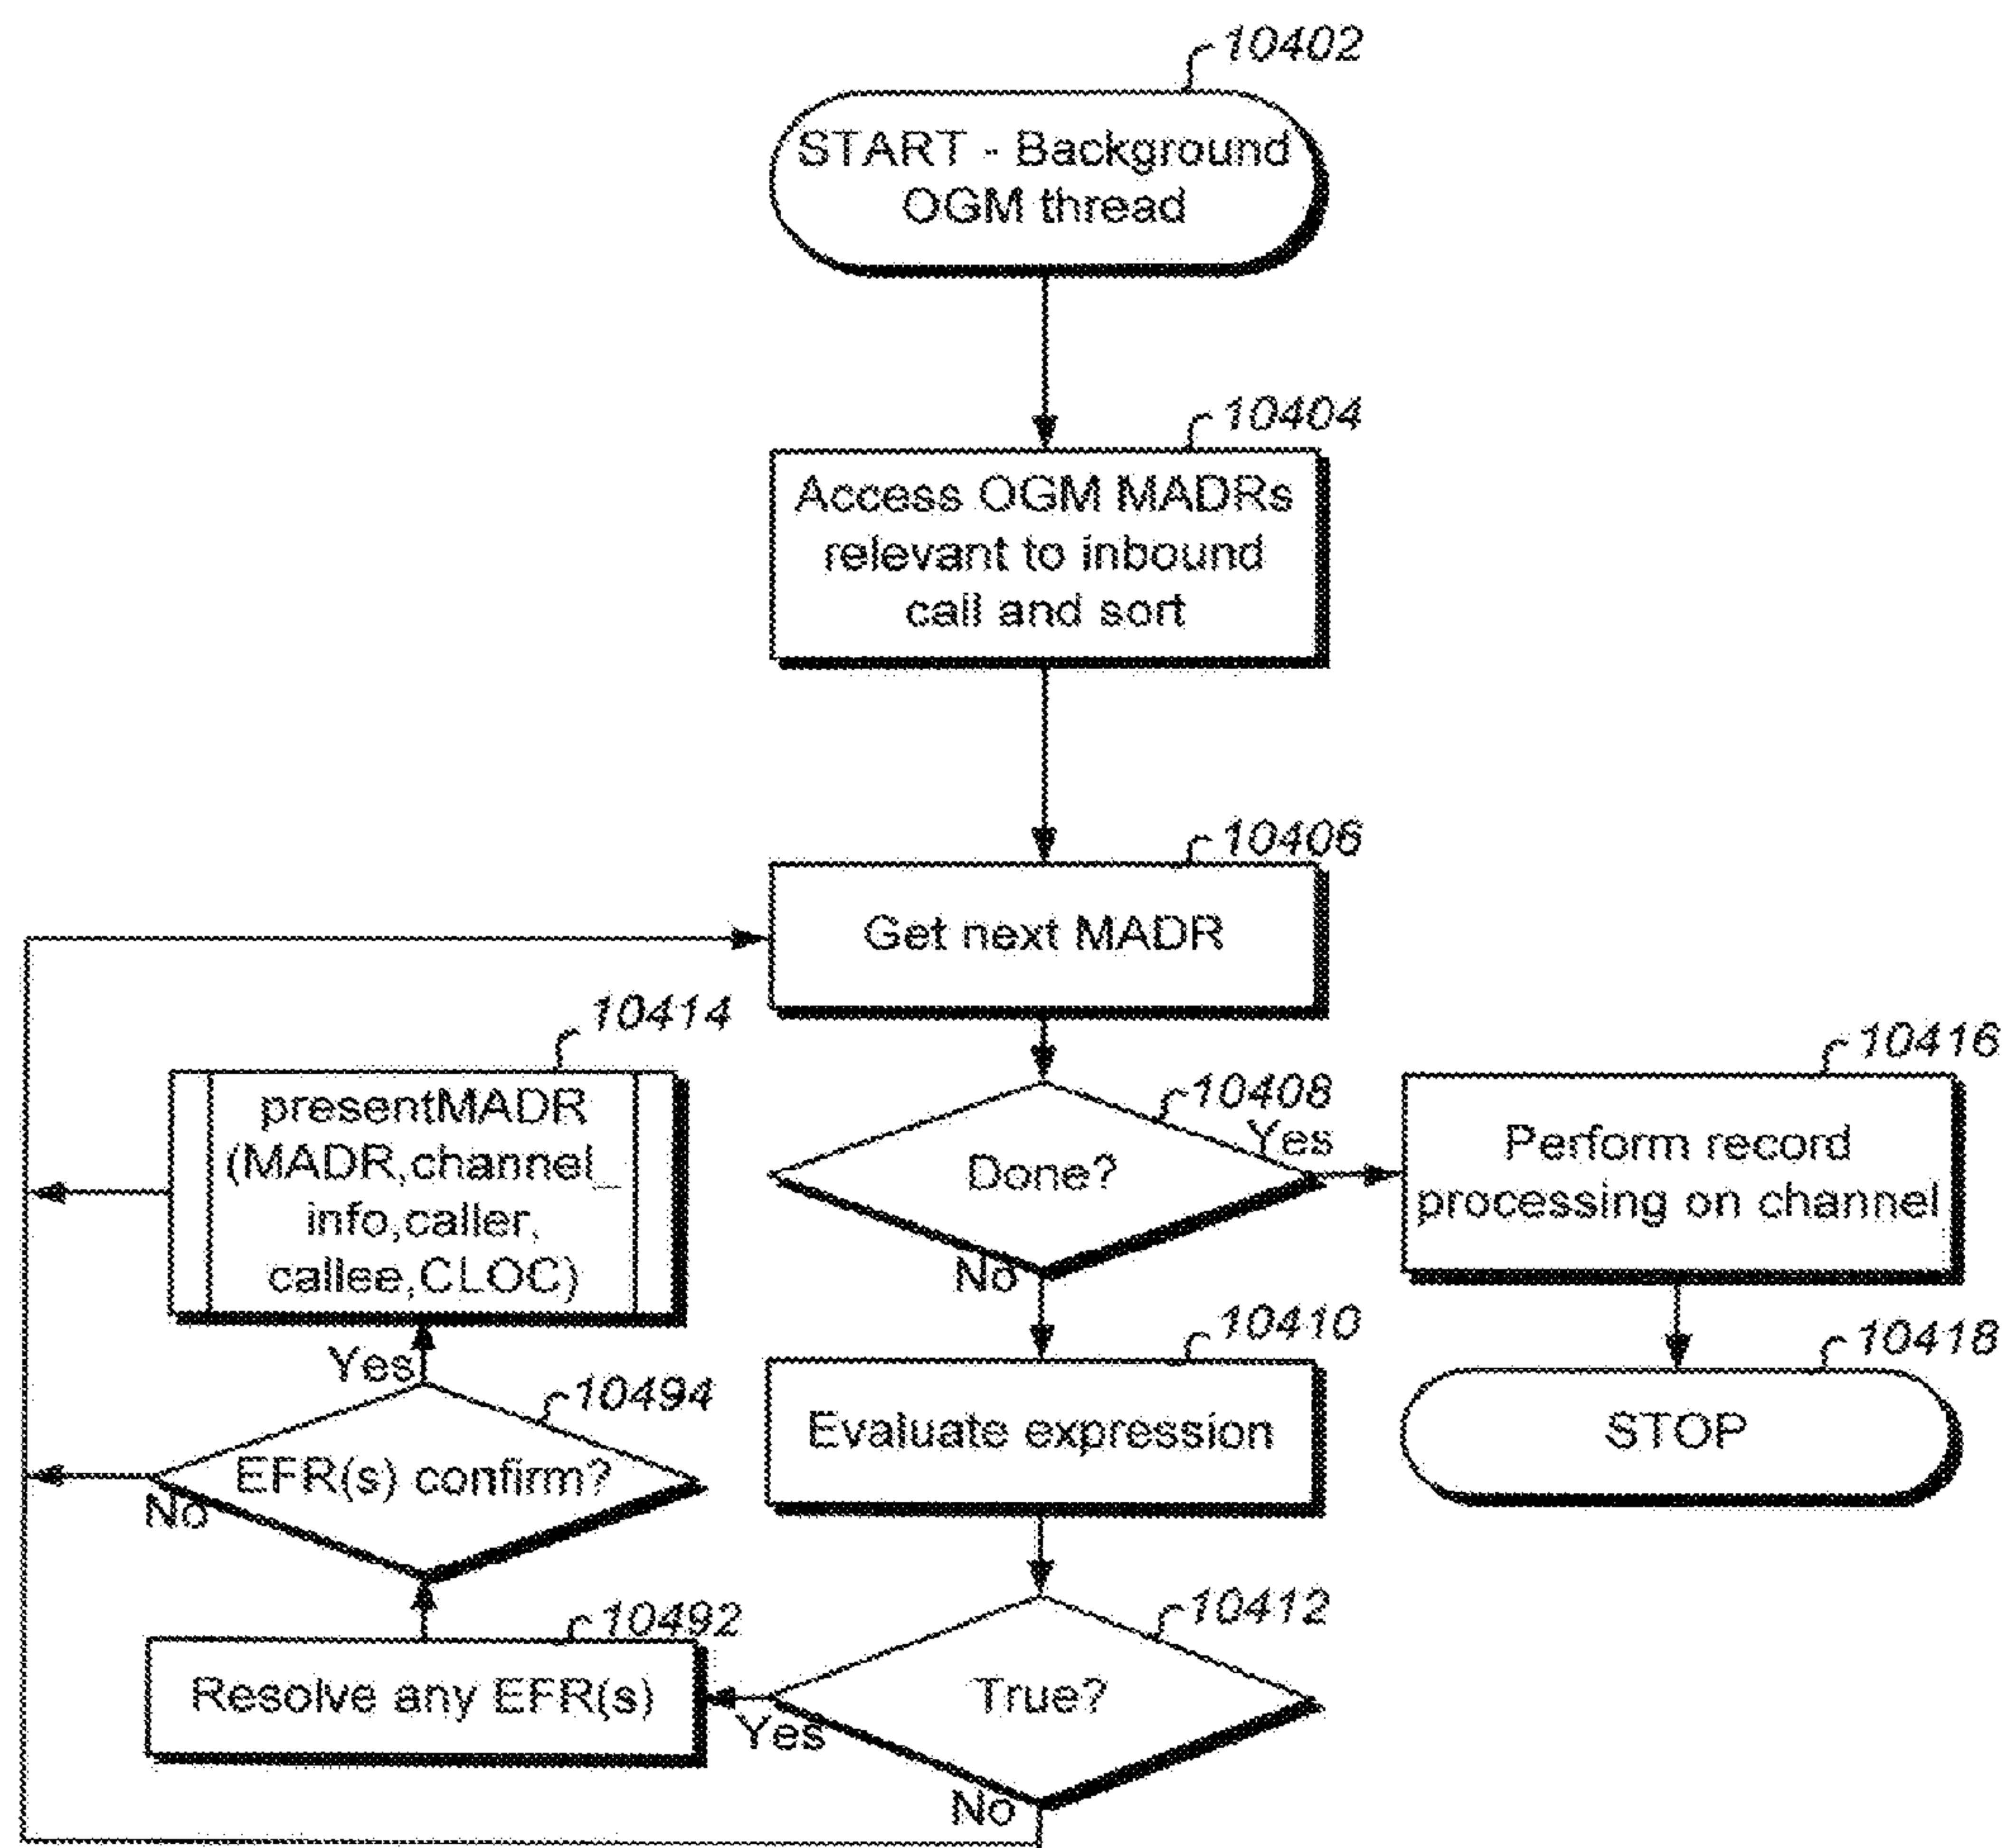 10402
START - Background
OGM thread
10404
Access OGM MADRs
relevant to inbound
call and sort
10406
Get next MADR
10414
presentMADR
(MADR,channel_
info,caller,
callee,CLOC)
10408
Yes
Done?
No
10416
Perform record
processing on channel
10410
Evaluate expression
10418
STOP
Yes
10494
EFR(s) confirm?
No
10492
Resolve any EFR(s)
10412
True?
Yes
No